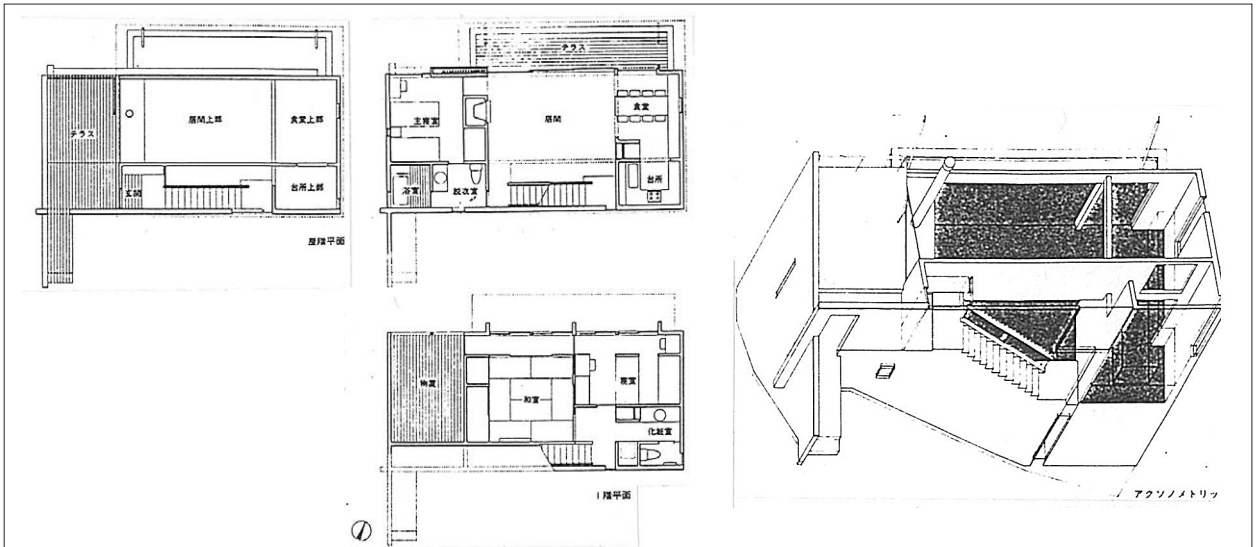 テラス
居間上部
食堂上部
玄関
台所上部
屋階平面
テラス
主寝室
居間
食堂
浴室
脱衣室
台所
物置
和室
寝室
化粧室
1階平面
アクソノメトリッ